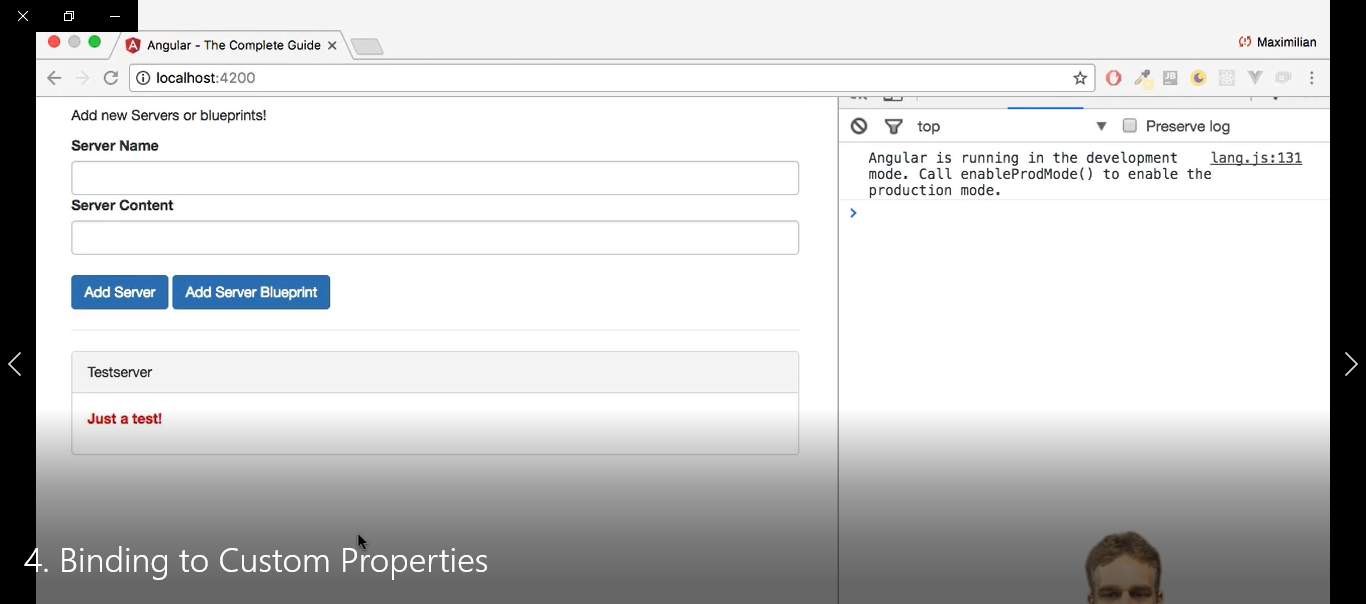 Angular - The Complete Guide
Maximilian
localhost:4200
Add new Servers or blueprints!
Server Name
Server Content
Add Server
Add Server Blueprint
Testserver
Just a test!
top
Preserve log
Angular is running in the development lang.js:131
mode. Call enableProdMode() to enable the
production mode.
4. Binding to Custom Properties